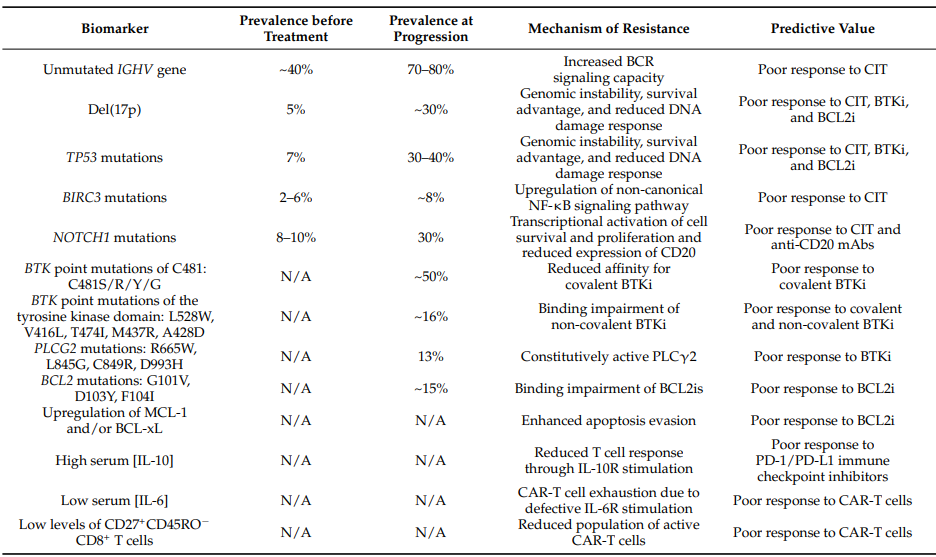 Biomarker
Prevalence before
Treatment
Prevalence at
Progression
Mechanism of Resistance
Predictive Value
Unmutated IGHV gene
~40%
70–80%
Increased BCR
signaling capacity
Poor response to CIT
Del(17p)
5%
~30%
Genomic instability, survival
advantage, and reduced DNA
damage response
Poor response to CIT, BTKi,
and BCL2i
TP53 mutations
7%
30–40%
Genomic instability, survival
advantage, and reduced DNA
damage response
Poor response to CIT, BTKi,
and BCL2i
BIRC3 mutations
2–6%
~8%
Upregulation of non-canonical
NF-κB signaling pathway
Poor response to CIT
NOTCH1 mutations
8–10%
30%
Transcriptional activation of cell
survival and proliferation and
reduced expression of CD20
Poor response to CIT and
anti-CD20 mAbs
BTK point mutations of C481:
C481S/R/Y/G
N/A
~50%
Reduced affinity for
covalent BTKi
Poor response to
covalent BTKi
BTK point mutations of the
tyrosine kinase domain: L528W,
V416L, T474I, M437R, A428D
N/A
~16%
Binding impairment of
non-covalent BTKi
Poor response to covalent
and non-covalent BTKi
PLCG2 mutations: R665W,
L845G, C849R, D993H
N/A
13%
Constitutively active PLCγ2
Poor response to BTKi
BCL2 mutations: G101V,
D103Y, F104I
N/A
~15%
Binding impairment of BCL2is
Poor response to BCL2i
Upregulation of MCL-1
and/or BCL-xL
N/A
N/A
Enhanced apoptosis evasion
Poor response to BCL2i
High serum [IL-10]
N/A
N/A
Reduced T cell response
through IL-10R stimulation
Poor response to
PD-1/PD-L1 immune
checkpoint inhibitors
Low serum [IL-6]
N/A
N/A
CAR-T cell exhaustion due to
defective IL-6R stimulation
Poor response to CAR-T cells
Low levels of CD27⁺CD45RO⁻
CD8⁺ T cells
N/A
N/A
Reduced population of active
CAR-T cells
Poor response to CAR-T cells